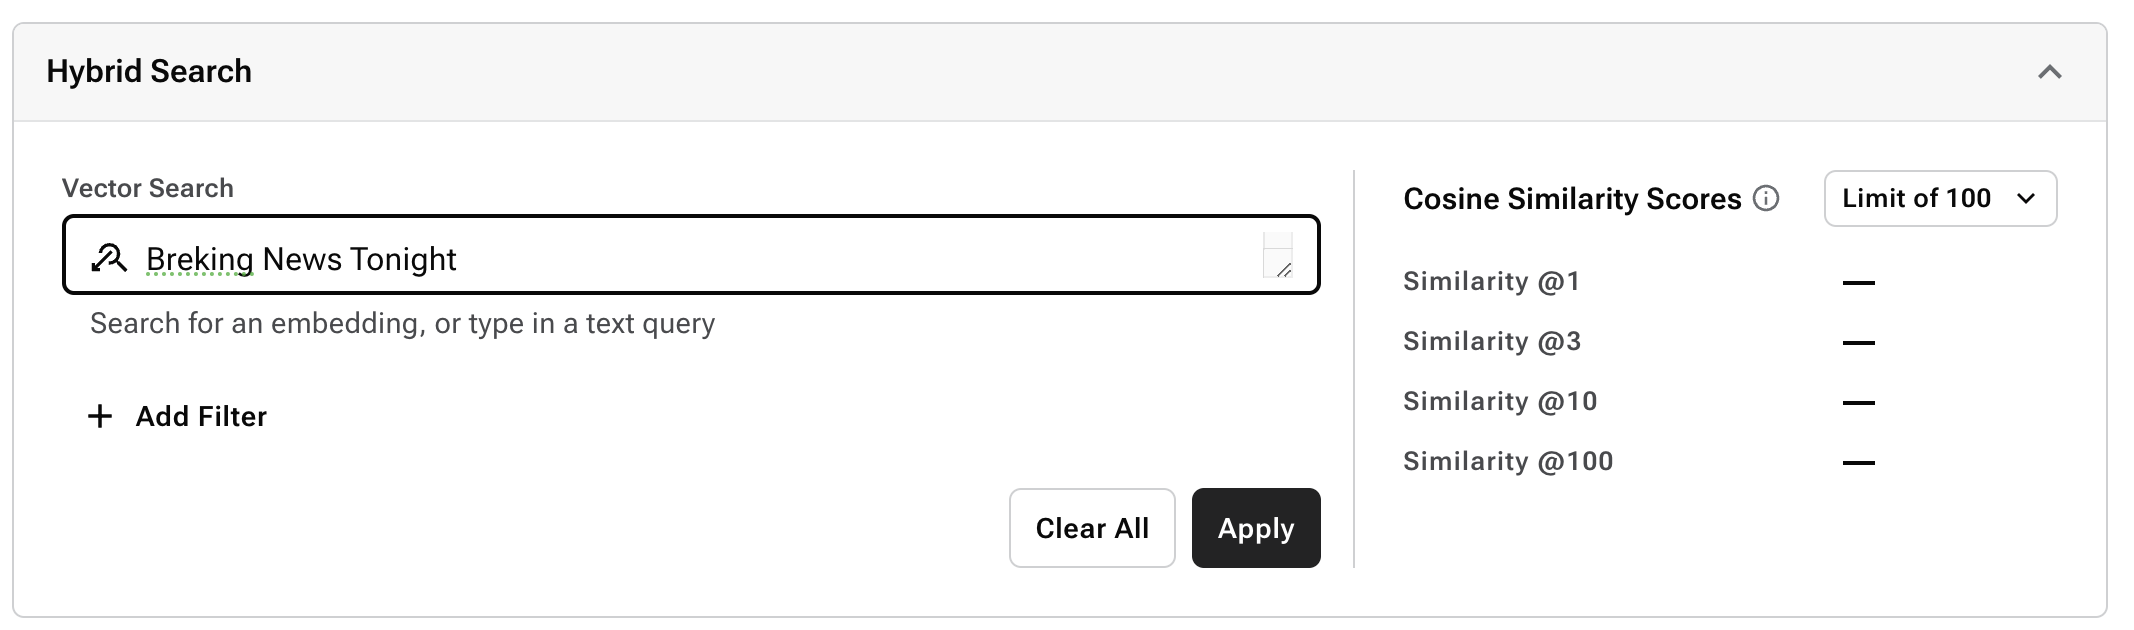 Hybrid Search
Vector Search
Breking News Tonight
Search for an embedding, or type in a text query
Add Filter
Clear All
Apply
Cosine Similarity Scores
Limit of 100
Similarity @1 —
Similarity @3 —
Similarity @10 —
Similarity @100 —